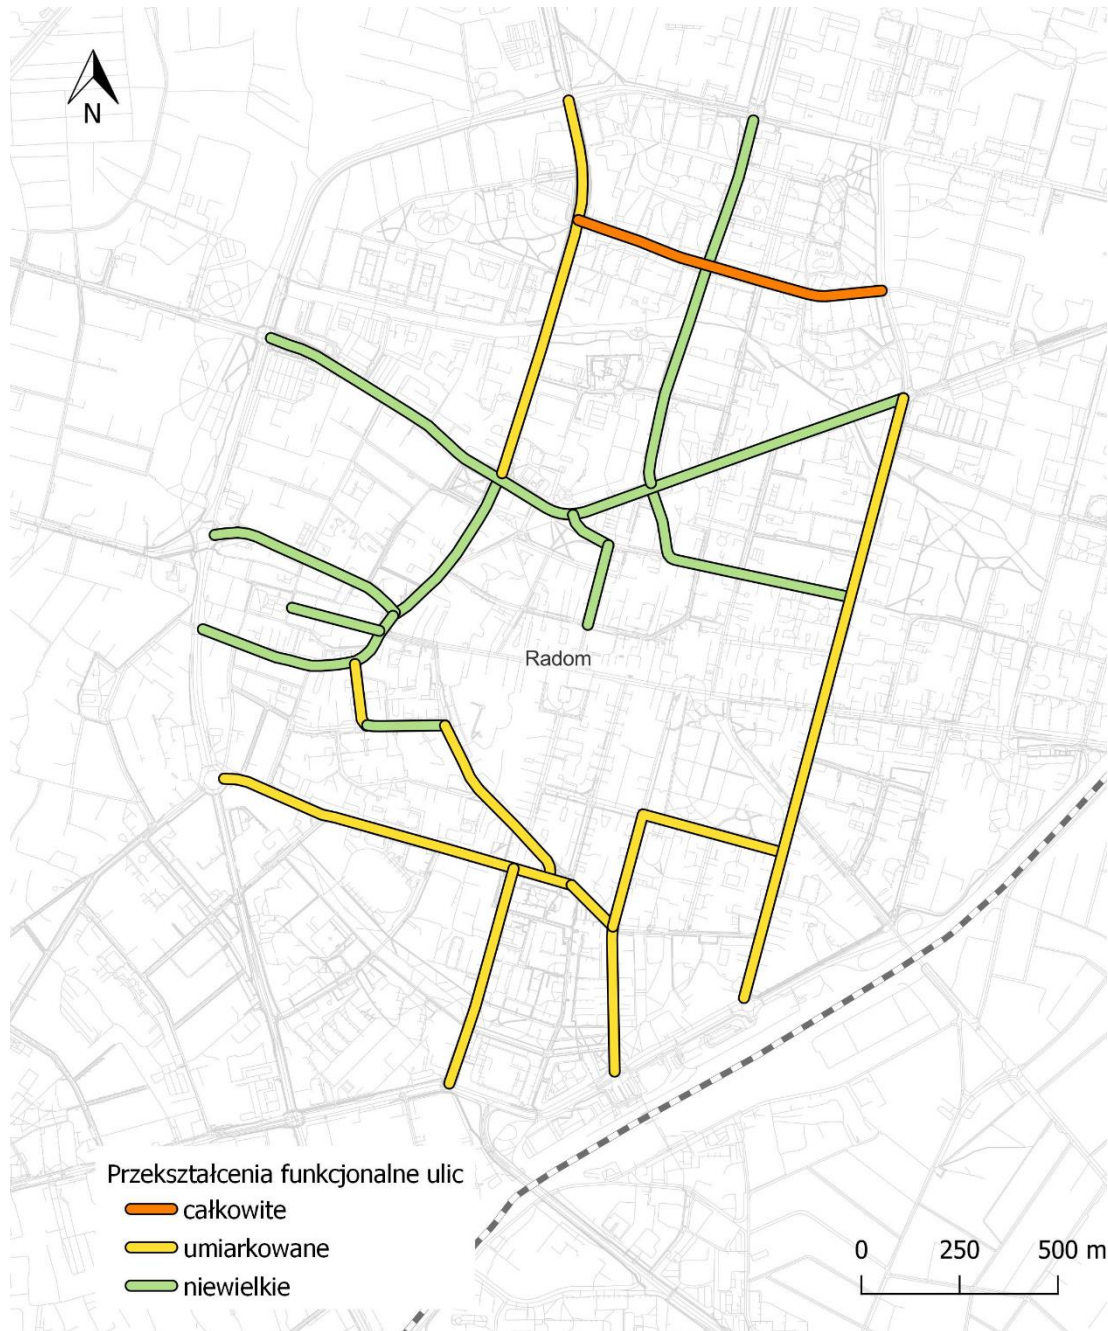 N
Radom
Przekształcenia funkcjonalne ulic
całkowite
umiarkowane
niewielkie
0 250 500 m